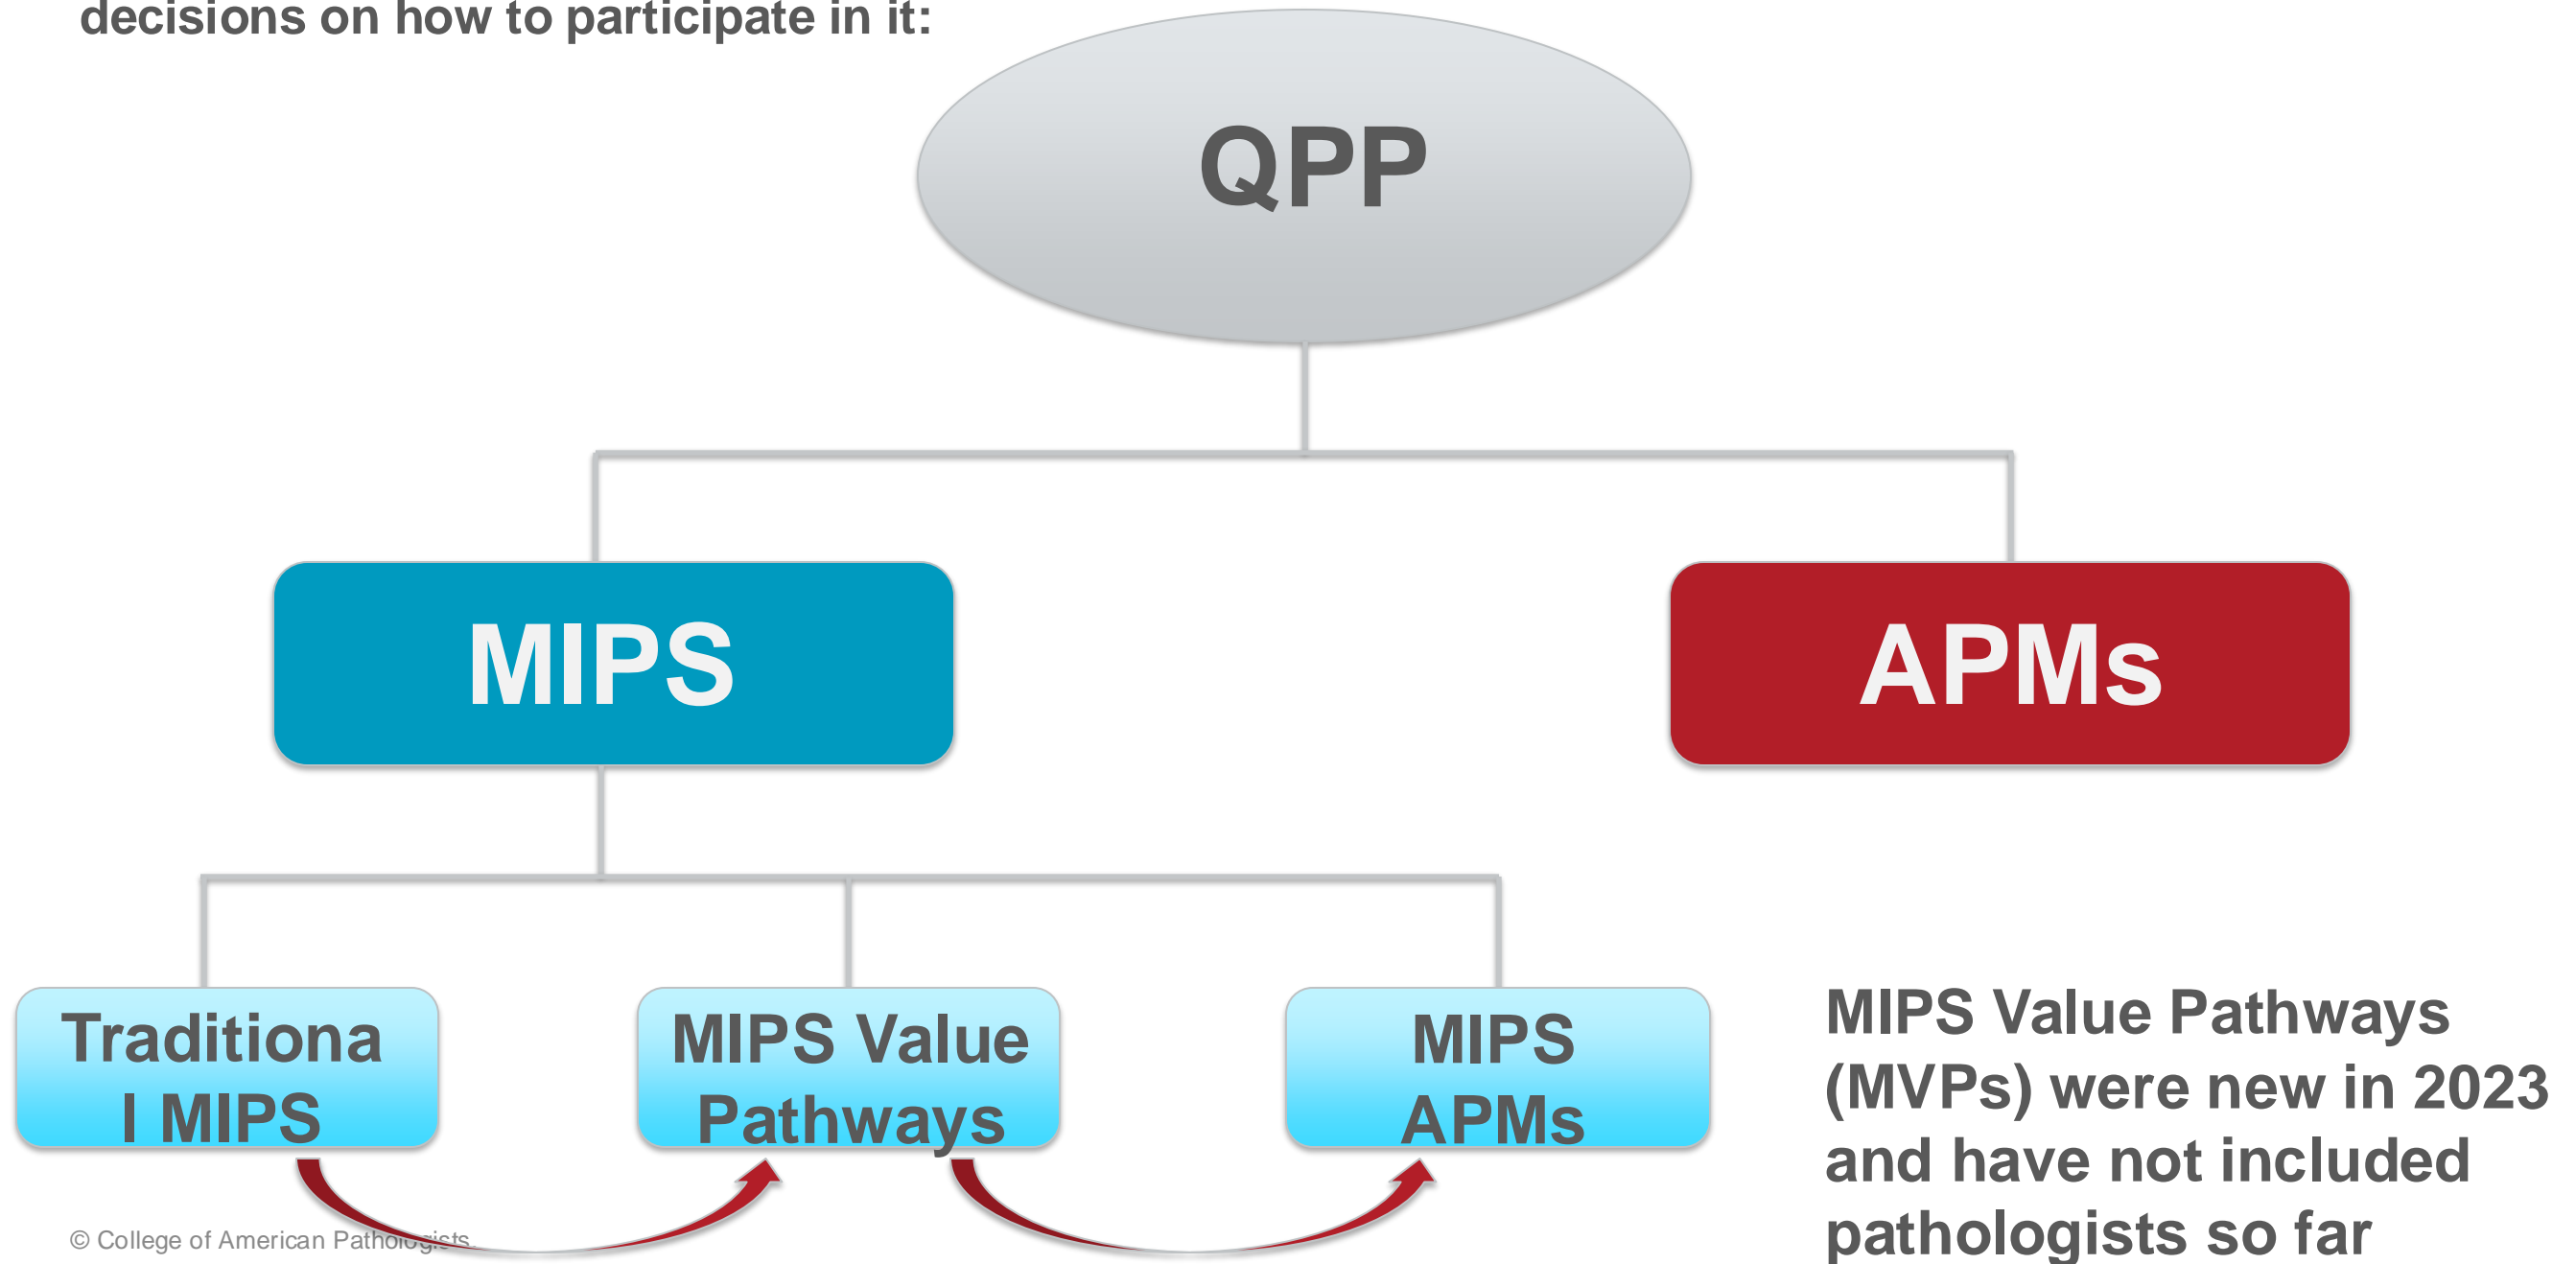 decisions on how to participate in it:
QPP
MIPS
APMs
Traditiona
l MIPS
MIPS Value
Pathways
MIPS
APMs
MIPS Value Pathways
(MVPs) were new in 2023
and have not included
pathologists so far
© College of American Pathologists.